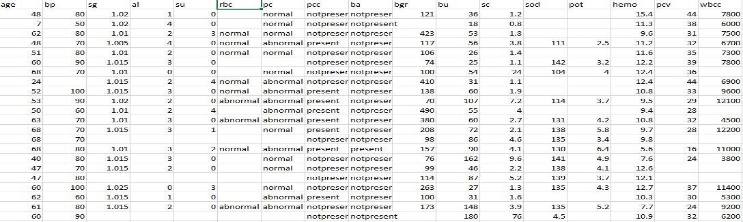 age bp sg al su rbc pc pcc ba bgr bu sc sod pot hemo pcv wbcc
48 80 1.02 1 0 normal notpreser notpreser 121 36 1.2 15.4 44 7800
7 50 1.02 4 0 normal notpreser notpresent 18 0.8 11.3 38 6000
62 80 1.01 2 3 normal normal notpreser notpreser 423 53 1.8 9.6 31 7500
48 70 1.005 4 0 normal abnormal present notpreser 117 56 3.8 111 2.5 11.2 32 6700
51 80 1.01 2 0 normal normal notpreser notpreser 106 26 1.4 11.6 35 7300
60 90 1.015 3 0 notpreser notpreser 74 25 1.1 142 3.2 12.2 39 7800
68 70 1.01 0 0 normal notpreser notpreser 100 54 24 104 4 12.4 36
24 1.015 2 4 normal abnormal notpreser notpreser 410 31 1.1 12.4 44 6900
52 100 1.015 3 0 normal abnormal present notpreser 138 60 1.9 10.8 33 9600
53 90 1.02 2 0 abnormal abnormal present notpreser 70 107 7.2 114 3.7 9.5 29 12100
50 60 1.01 2 4 abnormal present notpreser 490 55 4 9.4 28
63 70 1.01 3 0 abnormal abnormal present notpreser 380 60 2.7 131 4.2 10.8 32 4500
68 70 1.015 3 1 normal present notpreser 208 72 2.1 138 5.8 9.7 28 12200
68 70 notpreser notpreser 98 86 4.6 135 3.4 9.8
68 80 1.01 3 2 normal abnormal present present 157 90 4.1 130 6.4 5.6 16 11000
40 80 1.015 3 0 normal notpreser notpreser 76 162 9.6 141 4.9 7.6 24 3800
47 70 1.015 2 0 normal notpreser notpreser 99 46 2.2 138 4.1 12.6
47 80 notpreser notpreser 114 87 5.2 139 3.7 12.1
60 100 1.025 0 3 normal notpreser notpreser 263 27 1.3 135 4.3 12.7 37 11400
62 60 1.015 1 0 abnormal present notpreser 100 31 1.6 10.3 30 5300
61 80 1.015 2 0 abnormal abnormal notpreser notpreser 173 148 3.9 135 5.2 7.7 24 9200
60 90 notpreser notpresent 180 76 4.5 10.9 32 6200